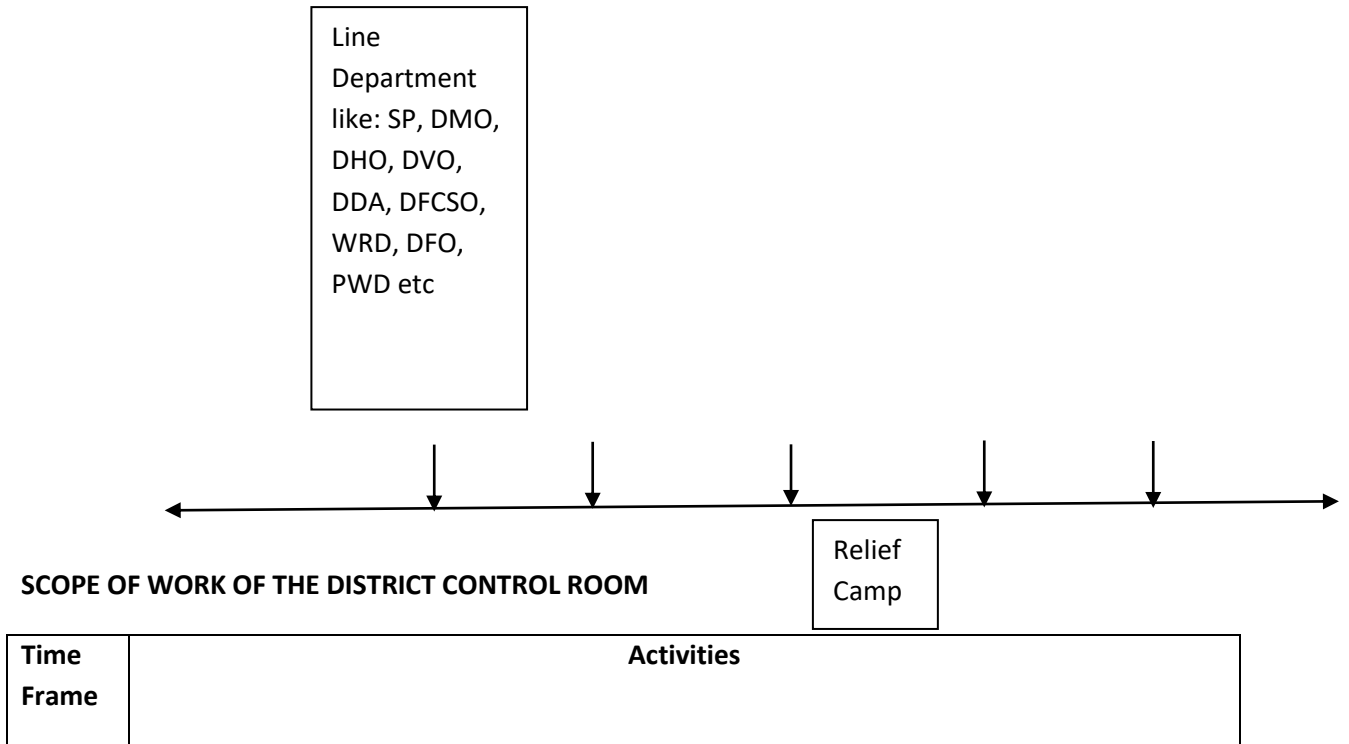 Line
Department
like: SP, DMO,
DHO, DVO,
DDA, DFCSO,
WRD, DFO,
PWD etc
Relief
Camp
SCOPE OF WORK OF THE DISTRICT CONTROL ROOM
Time
Frame
Activities